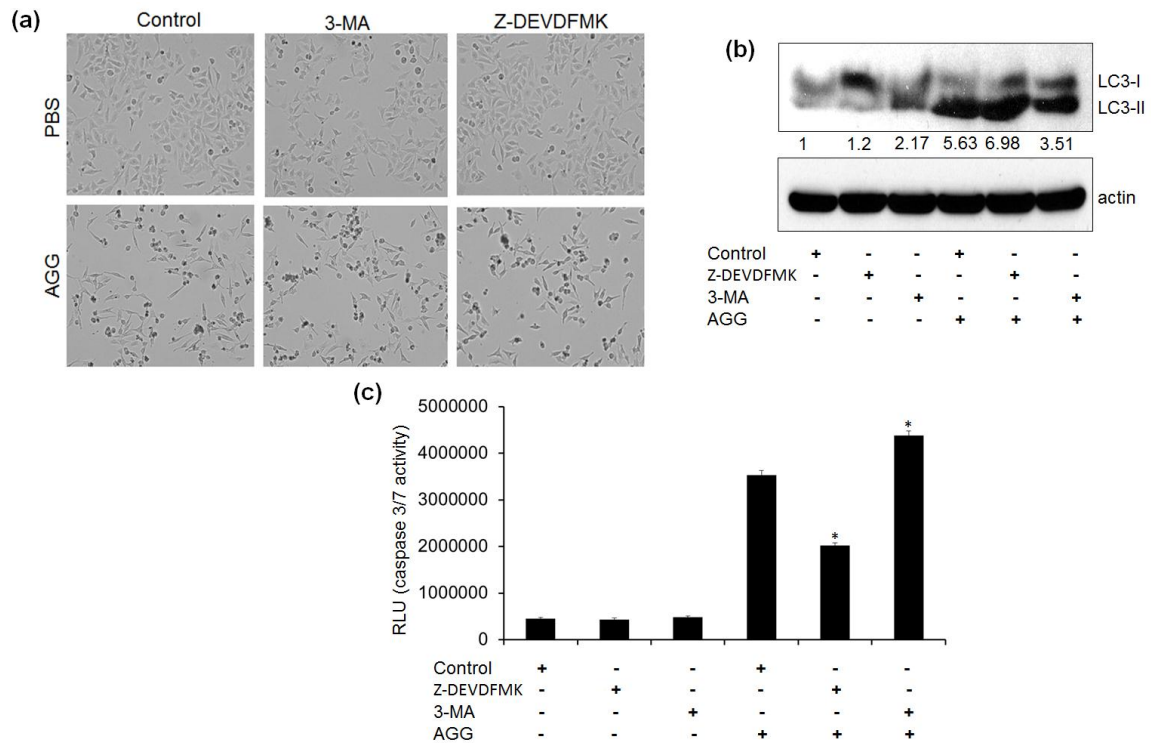 (a)
Control 3-MA Z-DEVDFMK
PBS
AGG
(b)
LC3-I
LC3-II
1 1.2 2.17 5.63 6.98 3.51
actin
Control + - - + - -
Z-DEVDFMK - + - - + -
3-MA - - + - - +
AGG - - - + + +
(c)
RLU (caspase 3/7 activity)
5000000
4000000
3000000
2000000
1000000
0
* *
Control + - - + - -
Z-DEVDFMK - + - - + -
3-MA - - + - - +
AGG - - - + + +